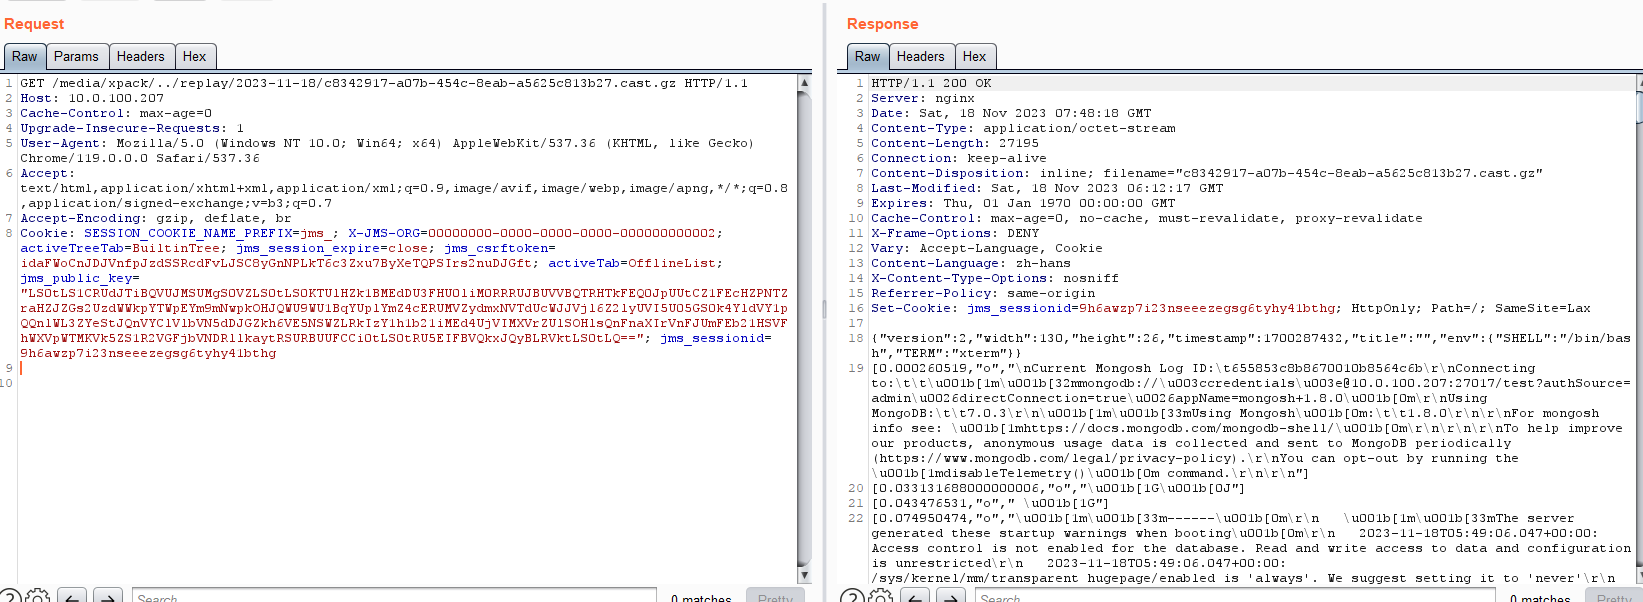 Request
Raw Params Headers Hex
1 GET /media/xpack/../replay/2023-11-18/c8342917-a07b-454c-8eab-a5625c813b27.cast.gz HTTP/1.1
2 Host: 10.0.100.207
3 Cache-Control: max-age=0
4 Upgrade-Insecure-Requests: 1
5 User-Agent: Mozilla/5.0 (Windows NT 10.0; Win64; x64) AppleWebKit/537.36 (KHTML, like Gecko)
Chrome/119.0.0.0 Safari/537.36
6 Accept:
text/html,application/xhtml+xml,application/xml;q=0.9,image/avif,image/webp,image/apng,*/*;q=0.8
,application/signed-exchange;v=b3;q=0.7
7 Accept-Encoding: gzip, deflate, br
8 Cookie: SESSION_COOKIE_NAME_PREFIX=jms_; X-JMS-ORG=00000000-0000-0000-0000-000000000002;
activeTreeTab=BuiltinTree; jms_session_expire=close; jms_csrftoken=
activeTab=OfflineList;
jms_public_key=
jms_sessionid=
9h6awzp7i23nseeezegsg6tyhy41bthg
9
10
Search
0 matches
Pretty
Response
Raw Headers Hex
1 HTTP/1.1 200 OK
2 Server: nginx
3 Date: Sat, 18 Nov 2023 07:48:18 GMT
4 Content-Type: application/octet-stream
5 Content-Length: 27195
6 Connection: keep-alive
7 Content-Disposition: inline; filename="c8342917-a07b-454c-8eab-a5625c813b27.cast.gz"
8 Last-Modified: Sat, 18 Nov 2023 06:12:17 GMT
9 Expires: Thu, 01 Jan 1970 00:00:00 GMT
10 Cache-Control: max-age=0, no-cache, must-revalidate, proxy-revalidate
11 X-Frame-Options: DENY
12 Vary: Accept-Language, Cookie
13 Content-Language: zh-hans
14 X-Content-Type-Options: nosniff
15 Referrer-Policy: same-origin
16 Set-Cookie: jms_sessionid=9h6awzp7i23nseeezegsg6tyhy41bthg; HttpOnly; Path=/; SameSite=Lax
17
18 {"version":2,"width":130,"height":26,"timestamp":1700287432,"title":"","env":{"SHELL":"/bin/bas
h","TERM":"xterm"}}
19 [0.000260519,"o","\nCurrent Mongosh Log ID:\t655853c8b8670010b8564c6b\r\nConnecting
to:\t\t\u001b[1m\u001b[32mmongodb://\u003ccredentials\u003e@10.0.100.207:27017/test?authSource=
admin\u0026directConnection=true\u0026appName=mongosh+1.8.0\u001b[0m\r\nUsing
MongoDB:\t\t7.0.3\r\n\u001b[1m\u001b[33mUsing Mongosh\u001b[0m:\t\t1.8.0\r\n\r\nFor mongosh
info see: \u001b[1mhttps://docs.mongodb.com/mongodb-shell/\u001b[0m\r\n\r\n\r\nTo help improve
our products, anonymous usage data is collected and sent to MongoDB periodically
(https://www.mongodb.com/legal/privacy-policy).\r\nYou can opt-out by running the
\u001b[1mdisableTelemetry()\u001b[0m command.\r\n\r\n"]
20 [0.033131688000000006,"o","\u001b[1G\u001b[0J"]
21 [0.043476531,"o"," \u001b[1G"]
22 [0.074950474,"o","\u001b[1m\u001b[33m------\u001b[0m\r\n   \u001b[1m\u001b[33mThe server
generated these startup warnings when booting\u001b[0m\r\n   2023-11-18T05:49:06.047+00:00:
Access control is not enabled for the database. Read and write access to data and configuration
is unrestricted\r\n   2023-11-18T05:49:06.047+00:00:
/sys/kernel/mm/transparent_hugepage/enabled is 'always'. We suggest setting it to 'never'\r\n
Search
0 matches
Pretty